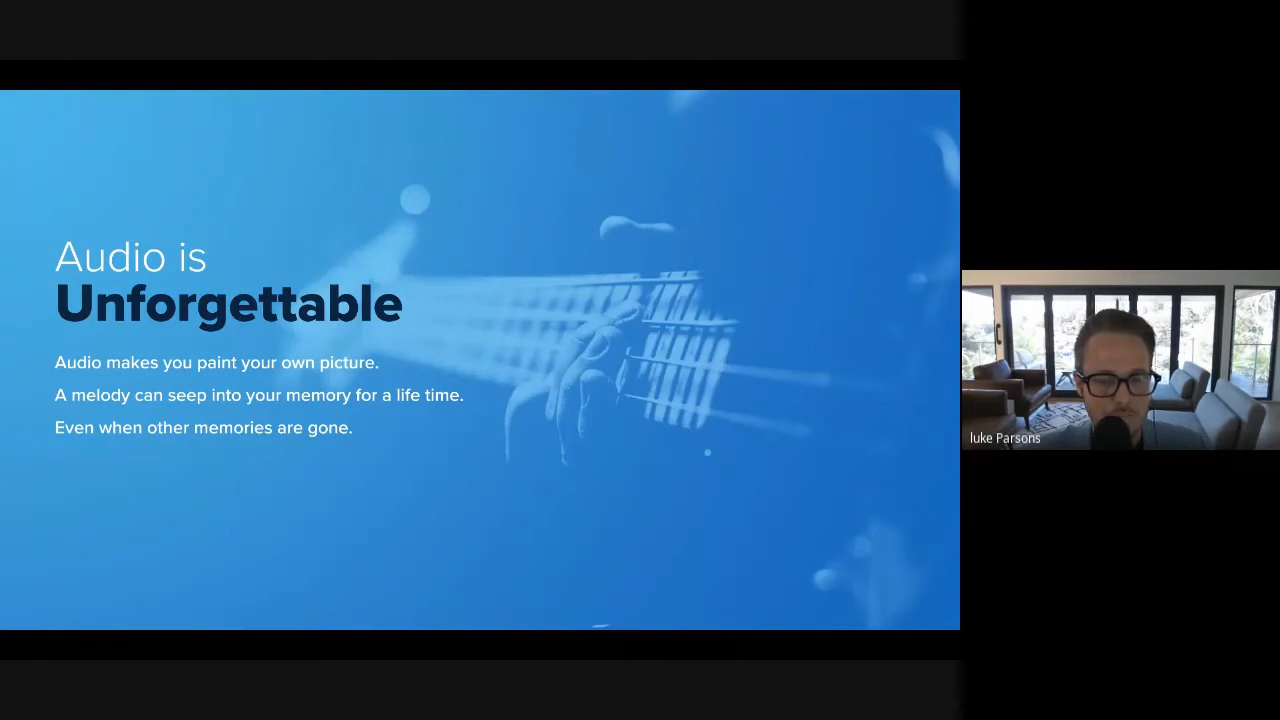 Audio is
Unforgettable
Audio makes you paint your own picture.
A melody can seep into your memory for a life time.
Even when other memories are gone.
luke Parsons